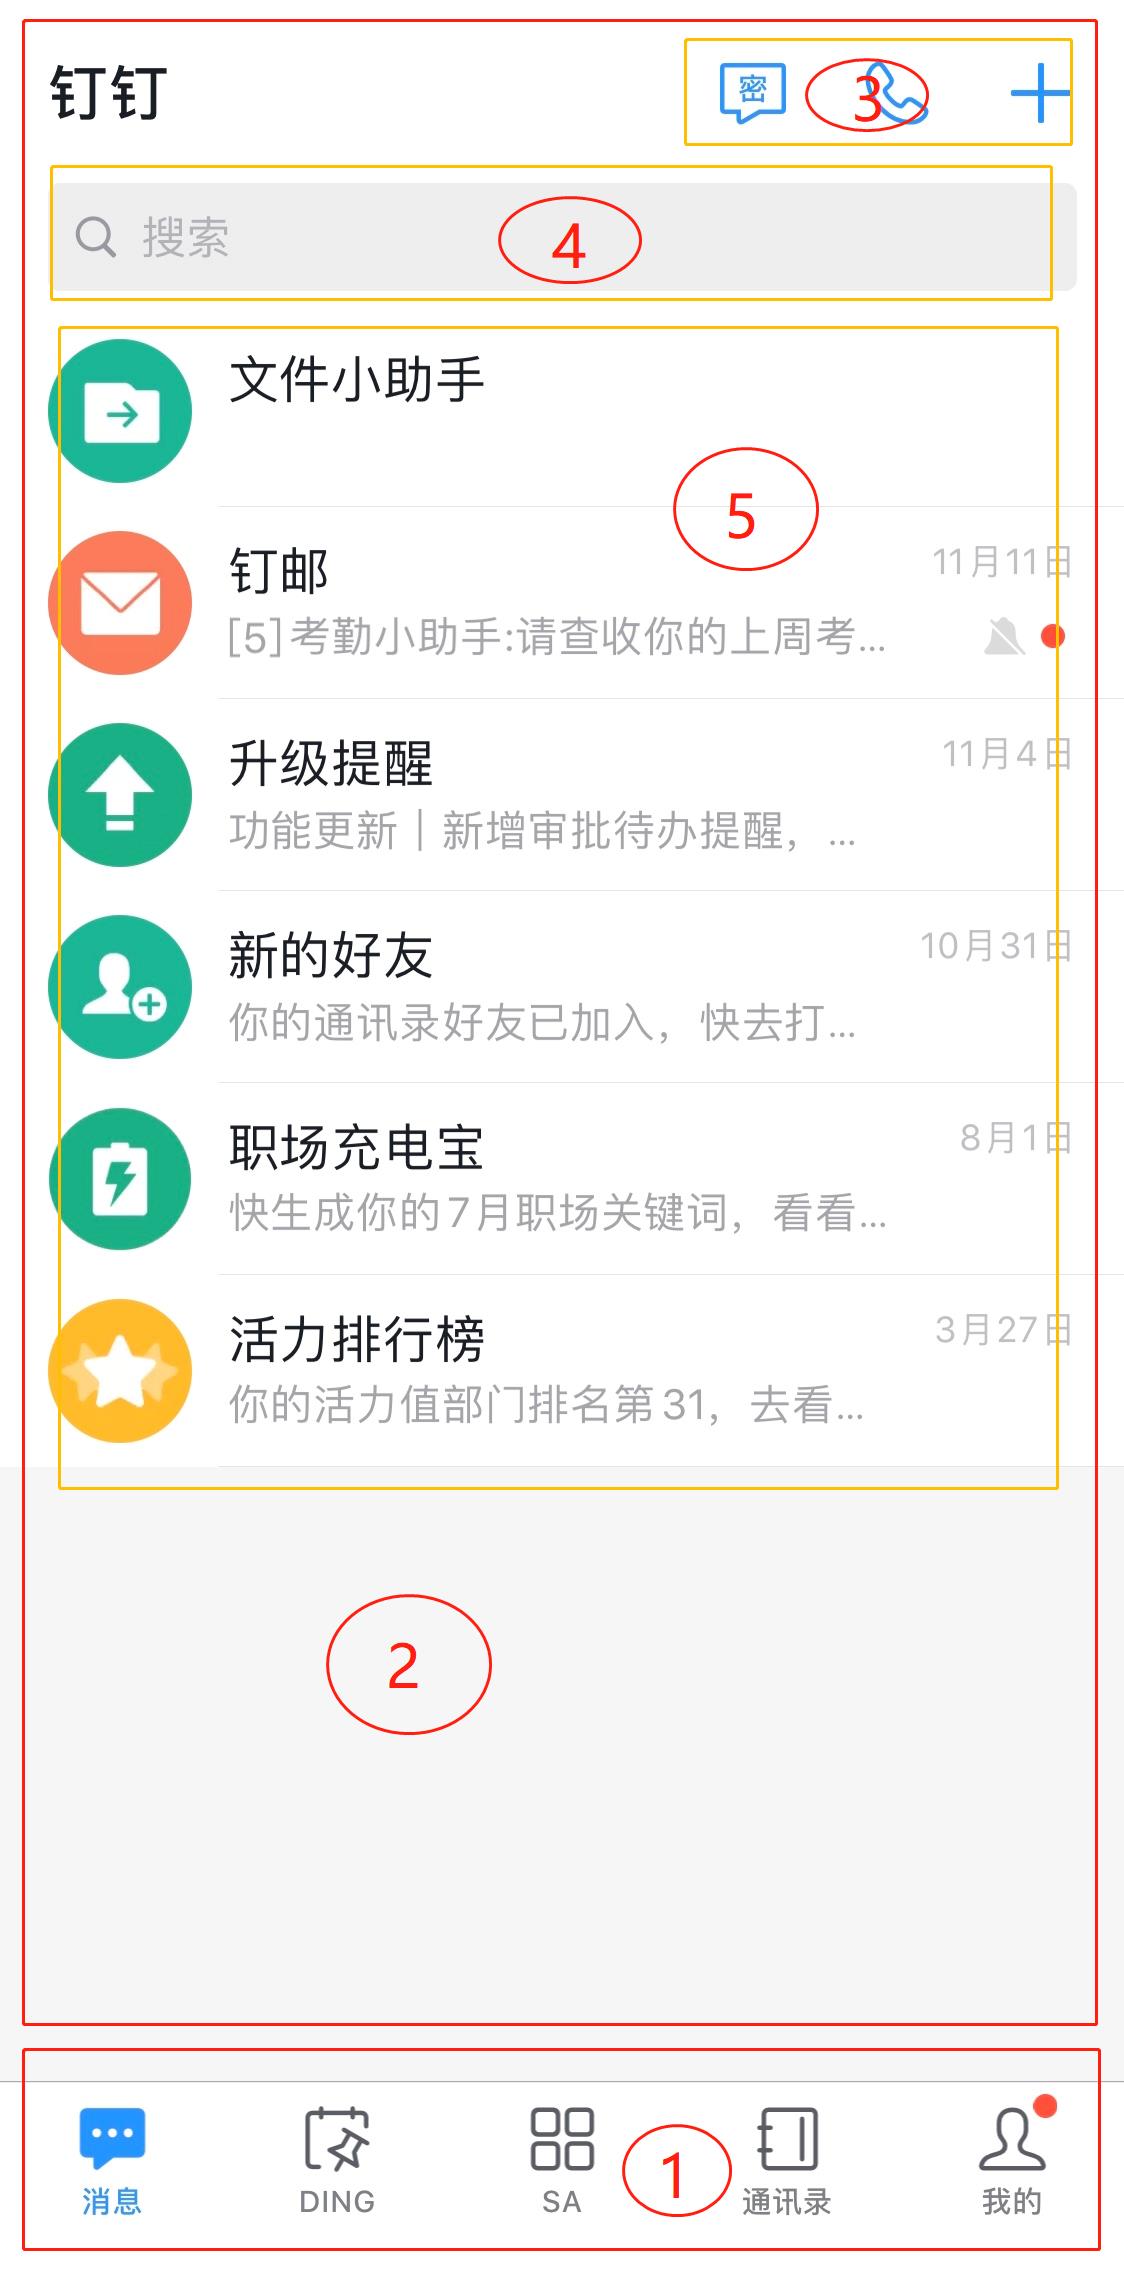 钉钉
密
3
搜索
4
文件小助手
5
钉邮
11月11日
[5]考勤小助手:请查收你的上周考...
升级提醒
11月4日
功能更新｜新增审批待办提醒，...
新的好友
10月31日
你的通讯录好友已加入，快去打...
职场充电宝
8月1日
快生成你的7月职场关键词，看看...
活力排行榜
3月27日
你的活力值部门排名第31，去看...
2
1
消息
DING
SA
通讯录
我的